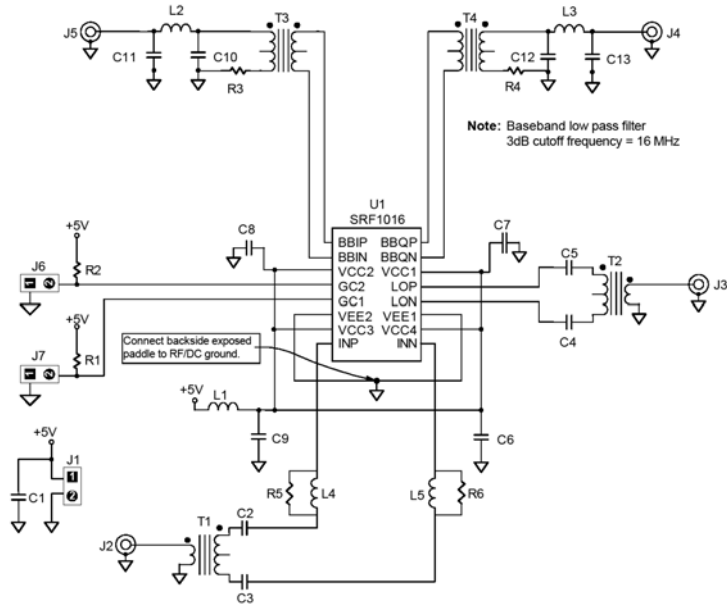 J5
L2
T3
T4
L3
J4
C11
C10
R3
R4
C12
C13
Note: Baseband low pass filter
3dB cutoff frequency = 16 MHz
U1
SRF1016
BBIP BBQP
BBIN BBQN
VCC2 VCC1
GC2 LOP
GC1 LON
VEE2 VEE1
VCC3 VCC4
INP INN
C8
C7
C5
T2
J3
C4
+5V
J6
R2
1 2
+5V
J7
R1
1 2
Connect backside exposed
paddle to RF/DC ground.
+5V
L1
C9
C6
+5V
J1
1
2
C1
R5
L4
L5
R6
J2
T1
C2
C3